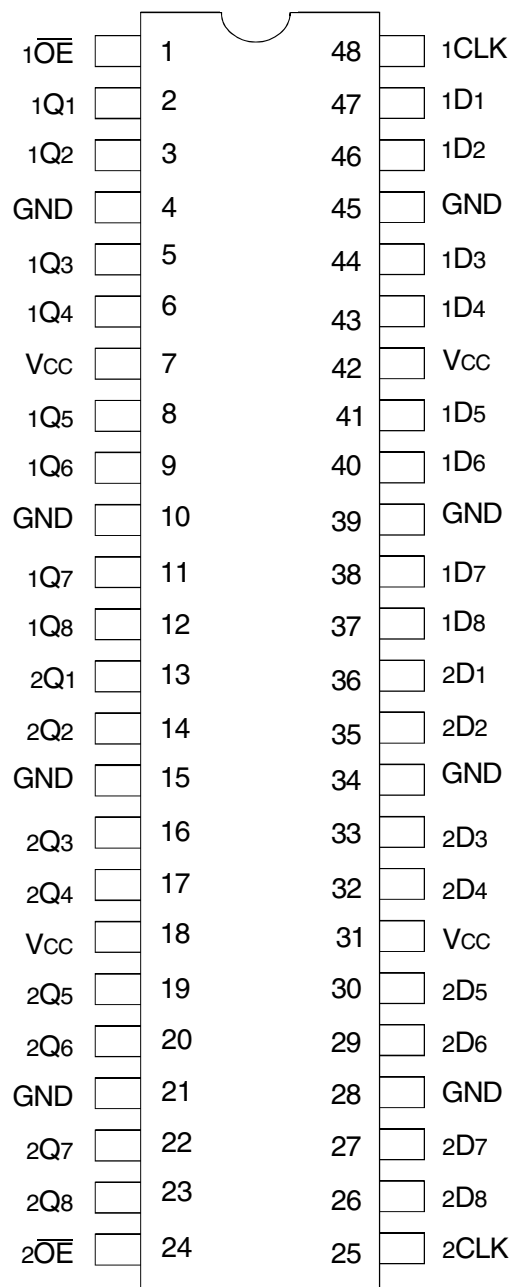 1O̅E̅ 1 48 1CLK
1Q1 2 47 1D1
1Q2 3 46 1D2
GND 4 45 GND
1Q3 5 44 1D3
1Q4 6 43 1D4
VCC 7 42 VCC
1Q5 8 41 1D5
1Q6 9 40 1D6
GND 10 39 GND
1Q7 11 38 1D7
1Q8 12 37 1D8
2Q1 13 36 2D1
2Q2 14 35 2D2
GND 15 34 GND
2Q3 16 33 2D3
2Q4 17 32 2D4
VCC 18 31 VCC
2Q5 19 30 2D5
2Q6 20 29 2D6
GND 21 28 GND
2Q7 22 27 2D7
2Q8 23 26 2D8
2O̅E̅ 24 25 2CLK